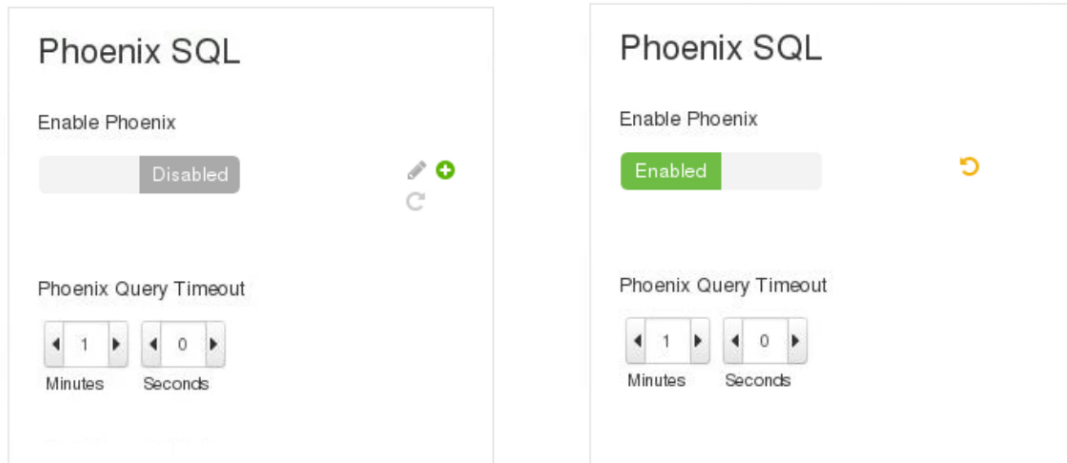 Phoenix SQL
Enable Phoenix
Disabled
Phoenix Query Timeout
1 0
Minutes Seconds
Phoenix SQL
Enable Phoenix
Enabled
Phoenix Query Timeout
1 0
Minutes Seconds